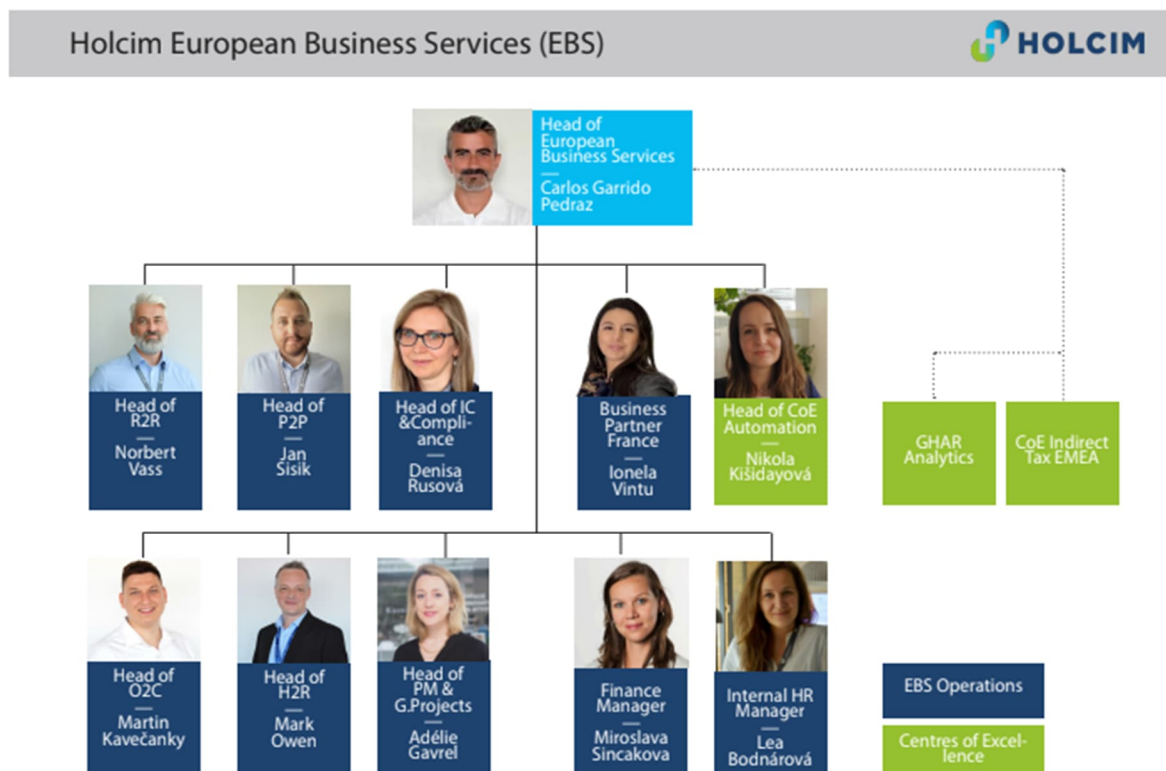 Holcim European Business Services (EBS)
HOLCIM
Head of
European
Business Services
Carlos Garrido
Pedraz
Head of
R2R
Norbert
Vass
Head of
P2P
Jan
Sisik
Head of IC
&Compli-
ance
Denisa
Rusová
Business
Partner
France
Ionela
Vintu
Head of CoE
Automation
Nikola
Kišidayová
GHAR
Analytics
CoE Indirect
Tax EMEA
Head of
O2C
Martin
Kavečanky
Head of
H2R
Mark
Owen
Head of
PM &
G.Projects
Adélie
Gavrel
Finance
Manager
Miroslava
Sincakova
Internal HR
Manager
Lea
Bodnárová
EBS Operations
Centres of Excel-
lence